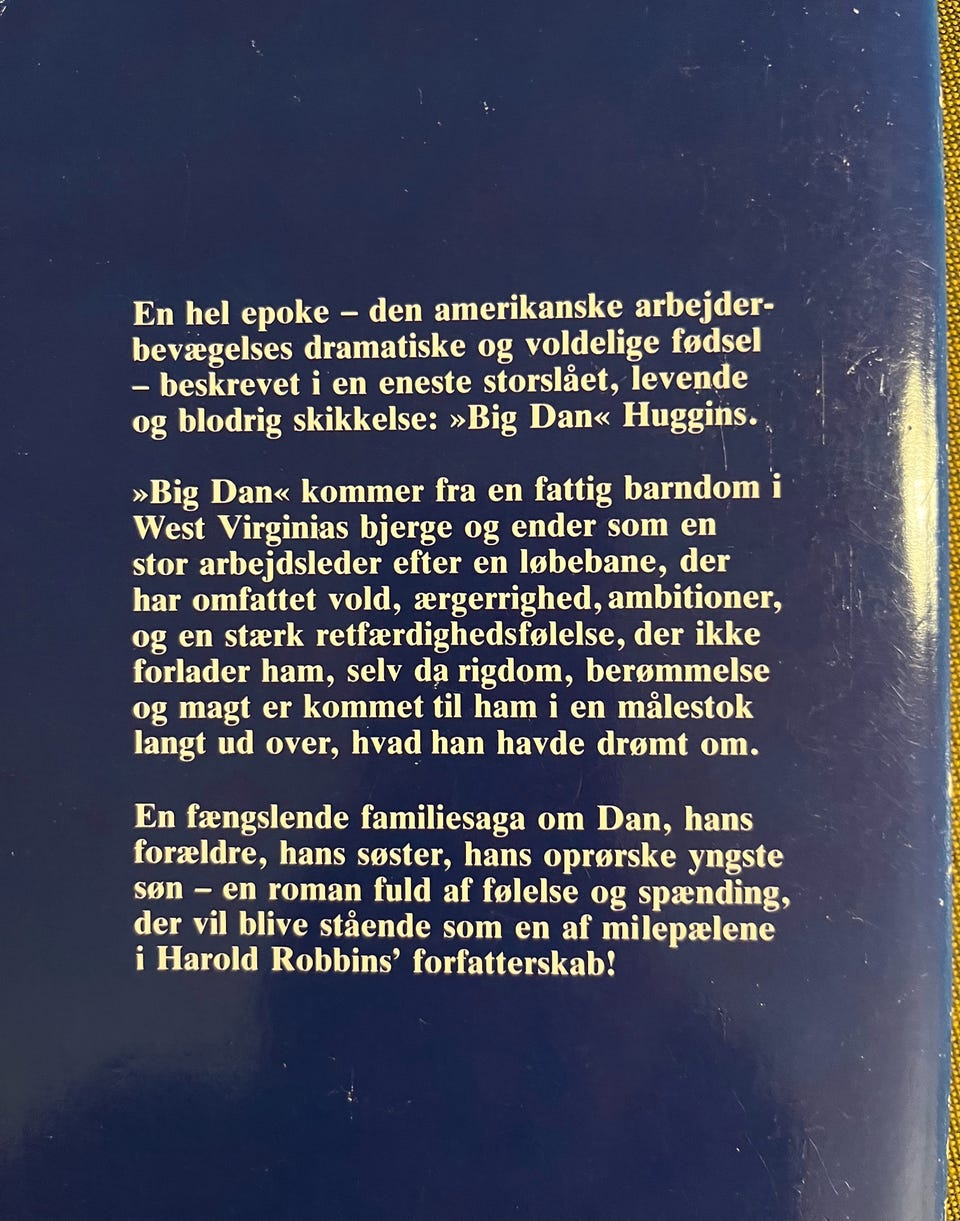 En hel epoke – den amerikanske arbejder-
bevægelses dramatiske og voldelige fødsel
– beskrevet i en eneste storslået, levende
og blodrig skikkelse: »Big Dan« Huggins.
»Big Dan« kommer fra en fattig barndom i
West Virginias bjerge og ender som en
stor arbejdsleder efter en løbebane, der
har omfattet vold, ærgerrighed, ambitioner,
og en stærk retfærdighedsfølelse, der ikke
forlader ham, selv da rigdom, berømmelse
og magt er kommet til ham i en målestok
langt ud over, hvad han havde drømt om.
En fængslende familiesaga om Dan, hans
forældre, hans søster, hans oprørske yngste
søn – en roman fuld af følelse og spænding,
der vil blive stående som en af milepælene
i Harold Robbins’ forfatterskab!